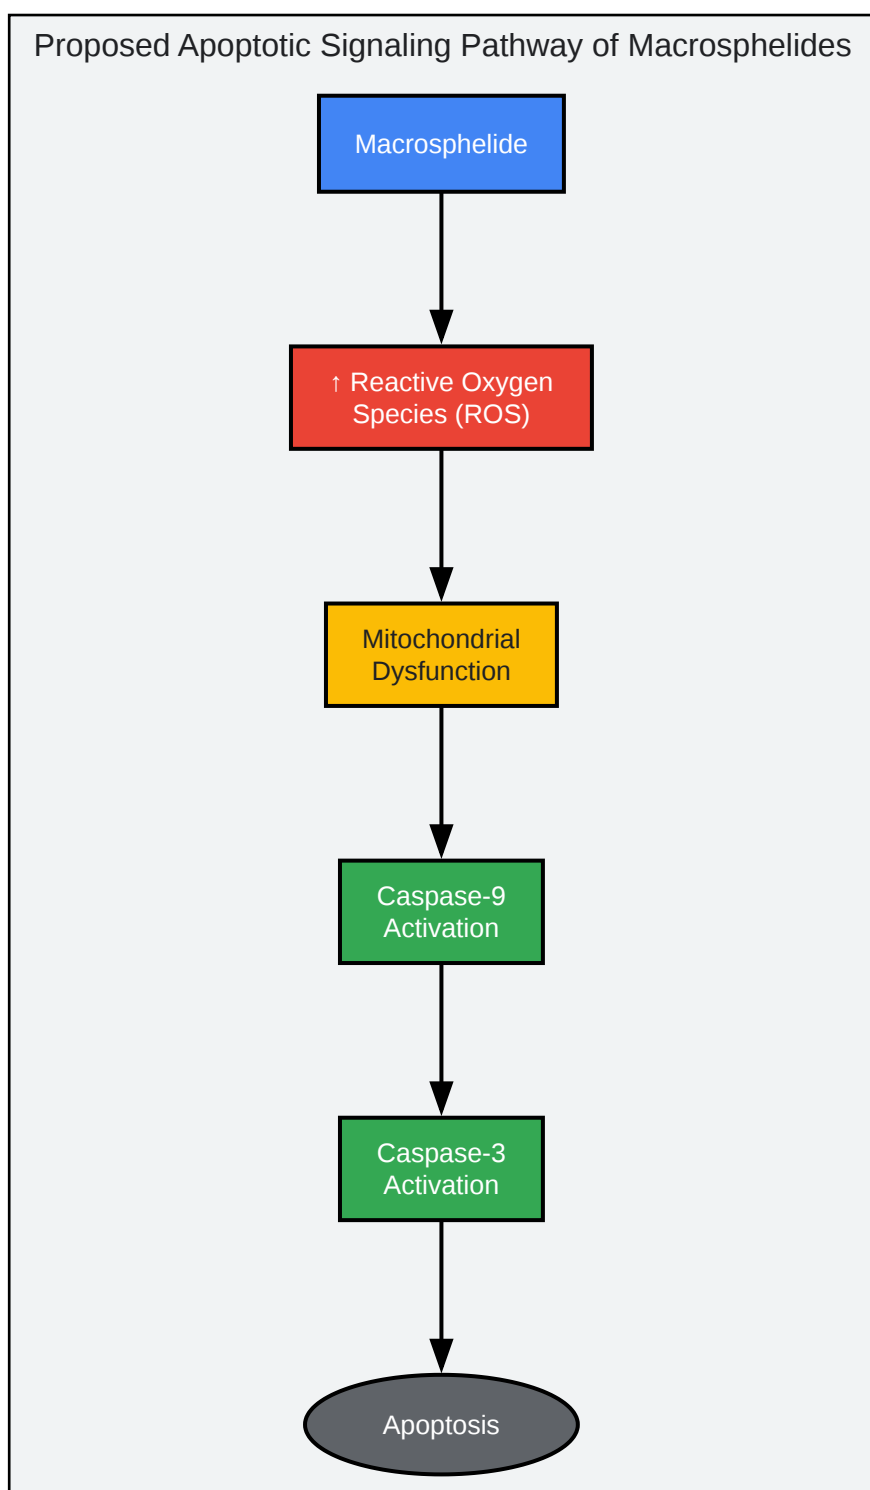 Proposed Apoptotic Signaling Pathway of Macrosphelides
Macrosphelide
↑ Reactive Oxygen
Species (ROS)
Mitochondrial
Dysfunction
Caspase-9
Activation
Caspase-3
Activation
Apoptosis